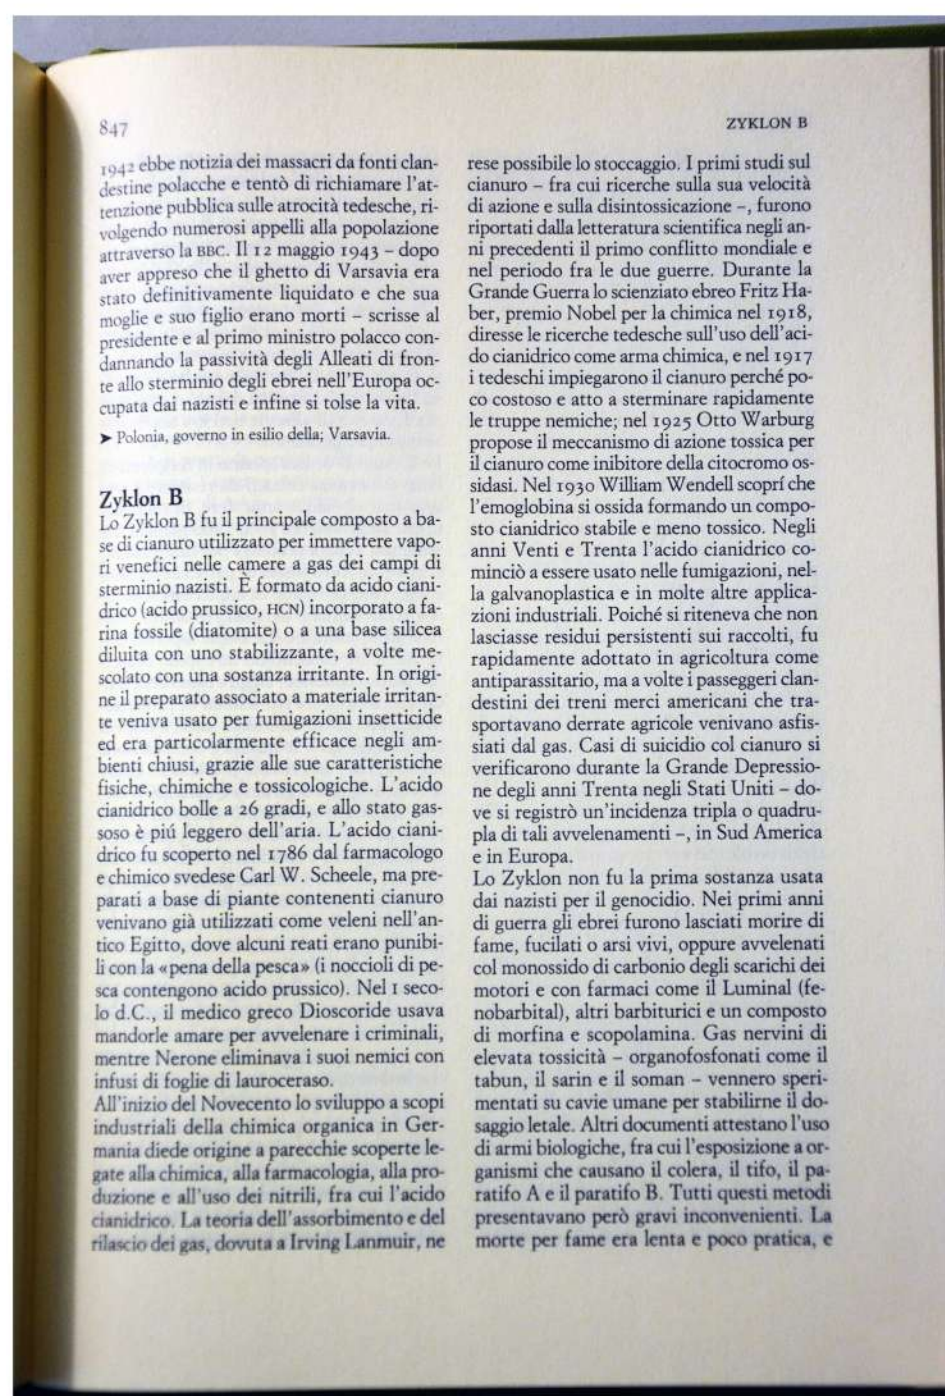 847
ZYKLON B
1942 ebbe notizia dei massacri da fonti clan-
destine polacche e tentò di richiamare l'at-
tenzione pubblica sulle atrocità tedesche, ri-
volgendo numerosi appelli alla popolazione
attraverso la BBC. Il 12 maggio 1943 – dopo
aver appreso che il ghetto di Varsavia era
stato definitivamente liquidato e che sua
moglie e suo figlio erano morti – scrisse al
presidente e al primo ministro polacco con-
dannando la passività degli Alleati di fron-
te allo sterminio degli ebrei nell'Europa oc-
cupata dai nazisti e infine si tolse la vita.
➤ Polonia, governo in esilio della; Varsavia.
Zyklon B
Lo Zyklon B fu il principale composto a ba-
se di cianuro utilizzato per immettere vapo-
ri venefici nelle camere a gas dei campi di
sterminio nazisti. È formato da acido ciani-
drico (acido prussico, HCN) incorporato a fa-
rina fossile (diatomite) o a una base silicea
diluita con uno stabilizzante, a volte me-
scolato con una sostanza irritante. In origi-
ne il preparato associato a materiale irritan-
te veniva usato per fumigazioni insetticide
ed era particolarmente efficace negli am-
bienti chiusi, grazie alle sue caratteristiche
fisiche, chimiche e tossicologiche. L'acido
cianidrico bolle a 26 gradi, e allo stato gas-
soso è piú leggero dell'aria. L'acido ciani-
drico fu scoperto nel 1786 dal farmacologo
e chimico svedese Carl W. Scheele, ma pre-
parati a base di piante contenenti cianuro
venivano già utilizzati come veleni nell'an-
tico Egitto, dove alcuni reati erano punibi-
li con la «pena della pesca» (i noccioli di pe-
sca contengono acido prussico). Nel I seco-
lo d.C., il medico greco Dioscoride usava
mandorle amare per avvelenare i criminali,
mentre Nerone eliminava i suoi nemici con
infusi di foglie di lauroceraso.
All'inizio del Novecento lo sviluppo a scopi
industriali della chimica organica in Ger-
mania diede origine a parecchie scoperte le-
gate alla chimica, alla farmacologia, alla pro-
duzione e all'uso dei nitrili, fra cui l'acido
cianidrico. La teoria dell'assorbimento e del
rilascio dei gas, dovuta a Irving Lanmuir, ne
rese possibile lo stoccaggio. I primi studi sul
cianuro – fra cui ricerche sulla sua velocità
di azione e sulla disintossicazione –, furono
riportati dalla letteratura scientifica negli an-
ni precedenti il primo conflitto mondiale e
nel periodo fra le due guerre. Durante la
Grande Guerra lo scienziato ebreo Fritz Ha-
ber, premio Nobel per la chimica nel 1918,
diresse le ricerche tedesche sull'uso dell'aci-
do cianidrico come arma chimica, e nel 1917
i tedeschi impiegarono il cianuro perché po-
co costoso e atto a sterminare rapidamente
le truppe nemiche; nel 1925 Otto Warburg
propose il meccanismo di azione tossica per
il cianuro come inibitore della citocromo os-
sidasi. Nel 1930 William Wendell scoprí che
l'emoglobina si ossida formando un compo-
sto cianidrico stabile e meno tossico. Negli
anni Venti e Trenta l'acido cianidrico co-
minciò a essere usato nelle fumigazioni, nel-
la galvanoplastica e in molte altre applica-
zioni industriali. Poiché si riteneva che non
lasciasse residui persistenti sui raccolti, fu
rapidamente adottato in agricoltura come
antiparassitario, ma a volte i passeggeri clan-
destini dei treni merci americani che tra-
sportavano derrate agricole venivano asfis-
siati dal gas. Casi di suicidio col cianuro si
verificarono durante la Grande Depressio-
ne degli anni Trenta negli Stati Uniti – do-
ve si registrò un'incidenza tripla o quadru-
pla di tali avvelenamenti –, in Sud America
e in Europa.
Lo Zyklon non fu la prima sostanza usata
dai nazisti per il genocidio. Nei primi anni
di guerra gli ebrei furono lasciati morire di
fame, fucilati o arsi vivi, oppure avvelenati
col monossido di carbonio degli scarichi dei
motori e con farmaci come il Luminal (fe-
nobarbital), altri barbiturici e un composto
di morfina e scopolamina. Gas nervini di
elevata tossicità – organofosfonati come il
tabun, il sarin e il soman – vennero speri-
mentati su cavie umane per stabilirne il do-
saggio letale. Altri documenti attestano l'uso
di armi biologiche, fra cui l'esposizione a or-
ganismi che causano il colera, il tifo, il pa-
ratifo A e il paratifo B. Tutti questi metodi
presentavano però gravi inconvenienti. La
morte per fame era lenta e poco pratica, e